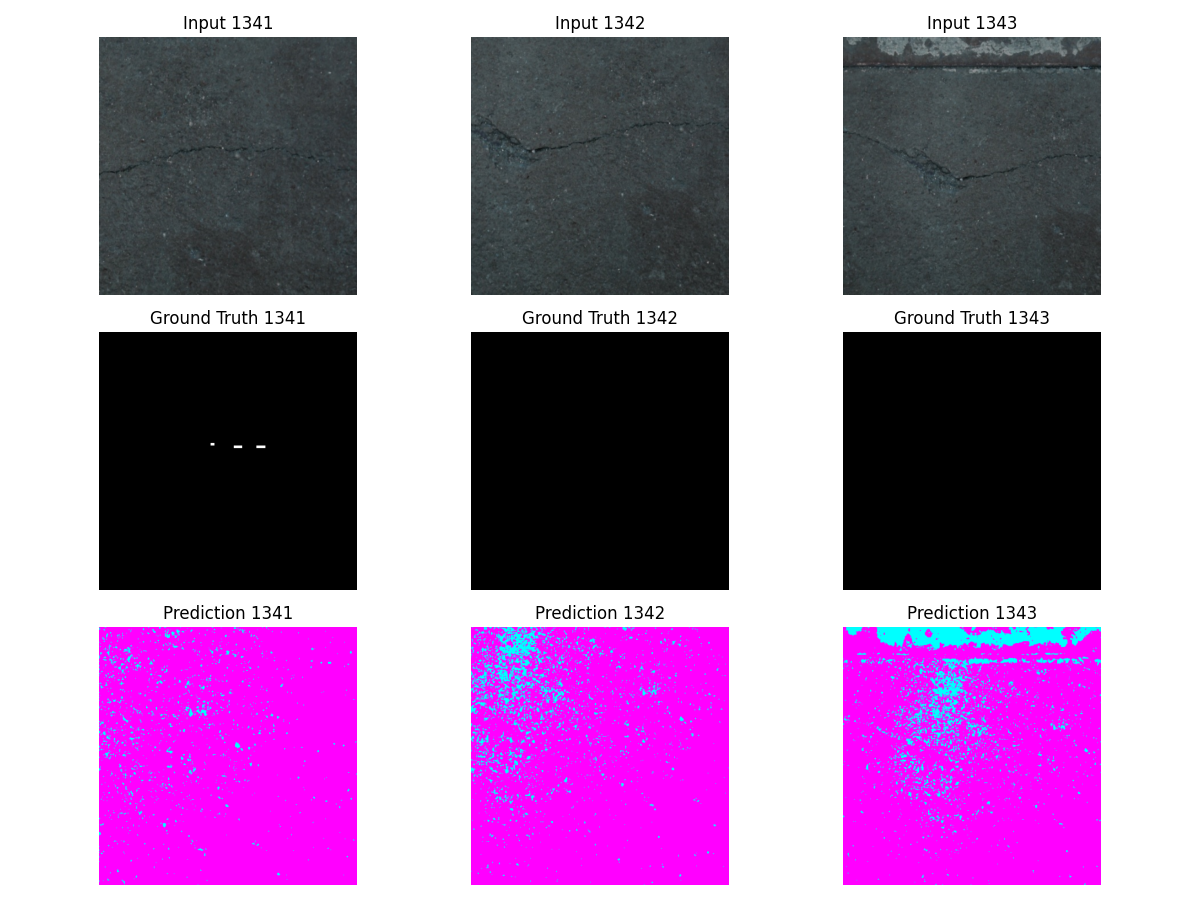 Input 1341
Input 1342
Input 1343
Ground Truth 1341
Ground Truth 1342
Ground Truth 1343
Prediction 1341
Prediction 1342
Prediction 1343